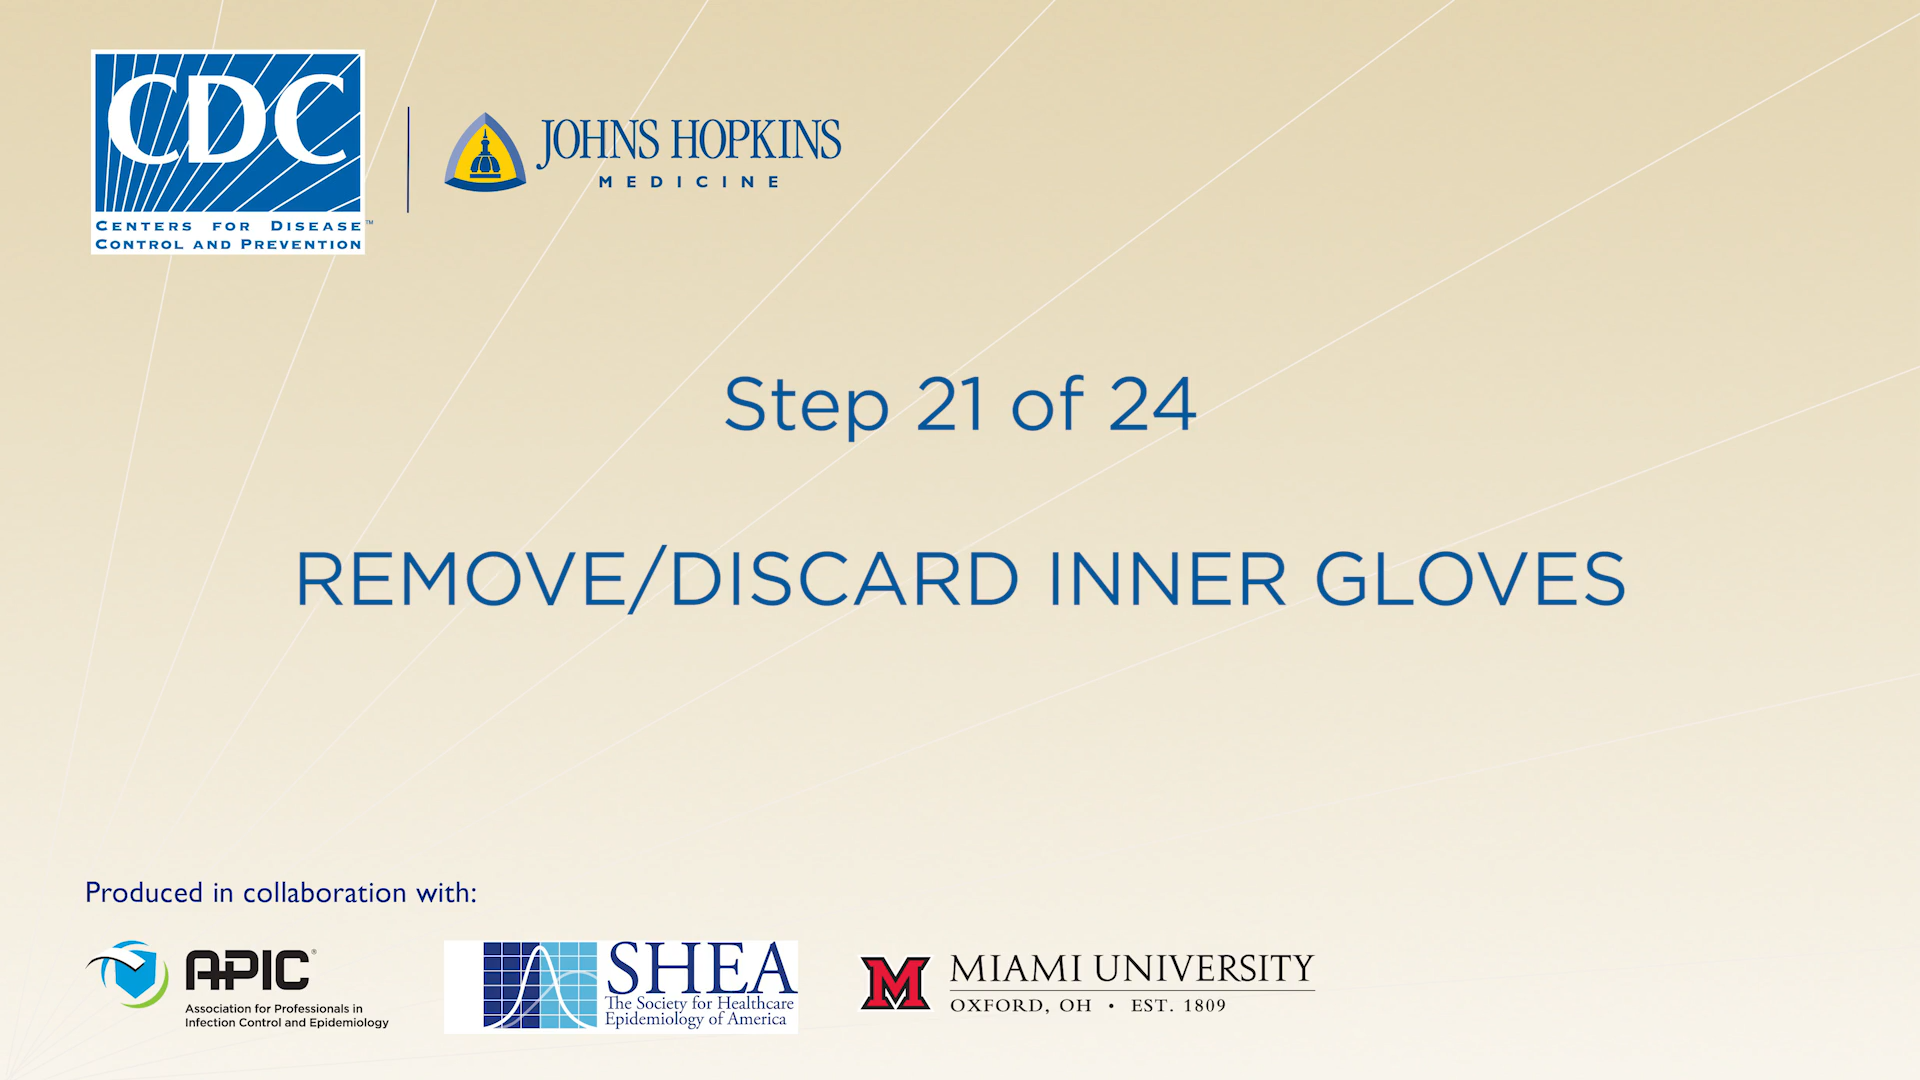 CDC
CENTERS FOR DISEASE™
CONTROL AND PREVENTION
JOHNS HOPKINS
MEDICINE
Step 21 of 24
REMOVE/DISCARD INNER GLOVES
Produced in collaboration with:
APIC®
Association for Professionals in
Infection Control and Epidemiology
SHEA
The Society for Healthcare
Epidemiology of America
M
MIAMI UNIVERSITY
OXFORD, OH • EST. 1809